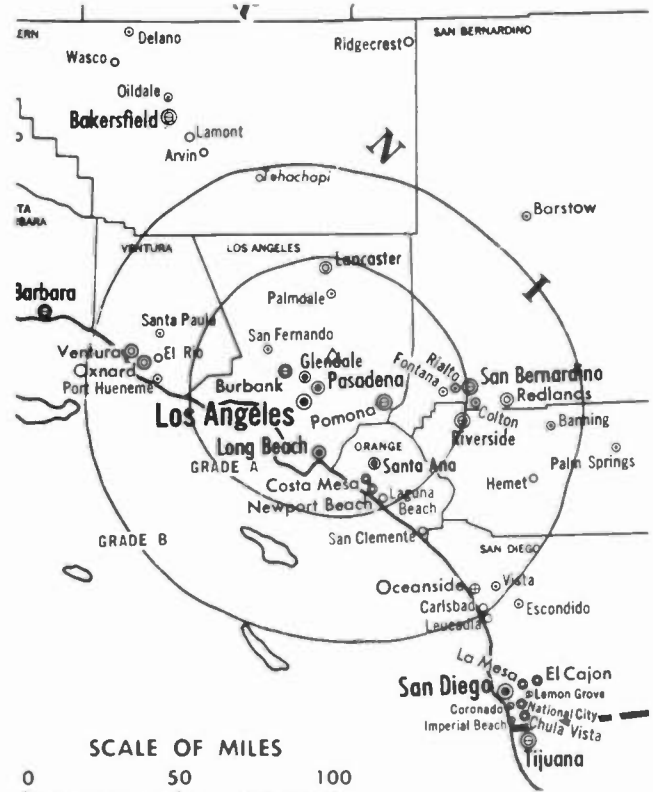 ERN
Delano
Wasco
Ridgecrest
SAN BERNARDINO
Oildale
Bakersfield
Lamont
Arvin
N
Tehachapi
TA
BARA
Barstow
VENTURA
LOS ANGELES
Lancaster
I
Palmdale
Barbara
Santa Paula
San Fernando
Ventura
El Rio
Glendale
Rialto
San Bernardino
Oxnard
Burbank
Pasadena
Fontana
Redlands
Port Hueneme
Los Angeles
Pomona
Colton
Banning
Riverside
Long Beach
ORANGE
GRADE A
Santa Ana
Palm Springs
Costa Mesa
Hemet
Newport Beach
Laguna
Beach
GRADE B
San Clemente
SAN DIEGO
Oceanside
Vista
Carlsbad
Escondido
Leucadia
La Mesa
El Cajon
San Diego
Lemon Grove
Coronado
National City
Imperial Beach
Chula Vista
Tijuana
SCALE OF MILES
0 50 100